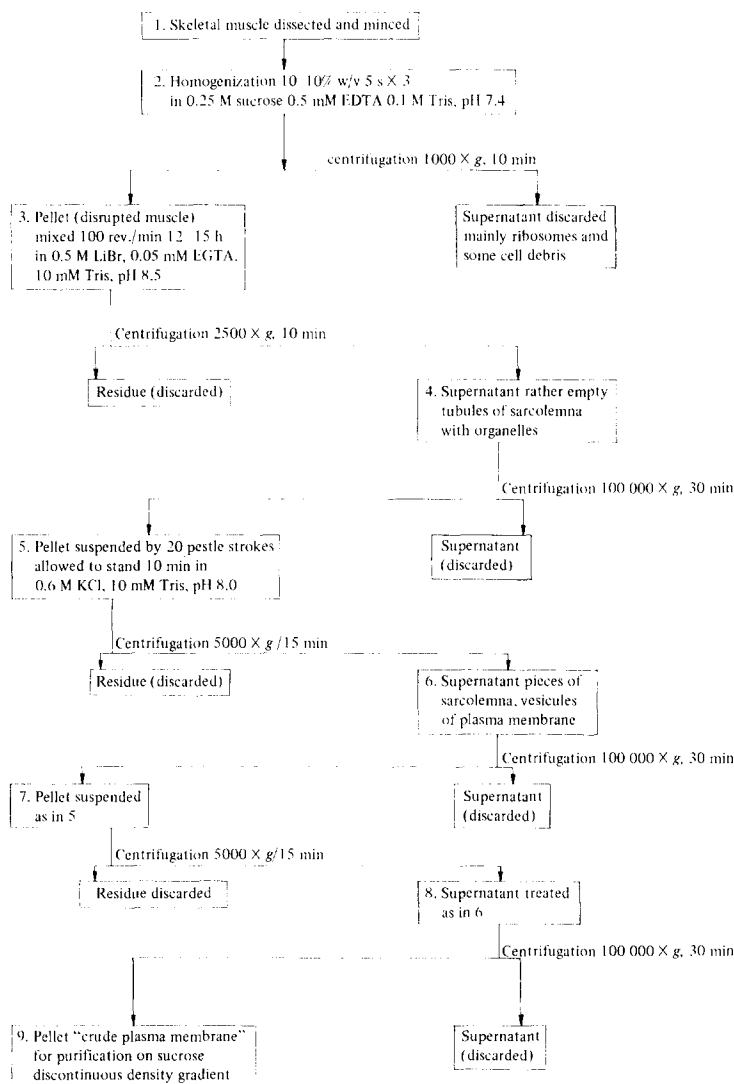 1. Skeletal muscle dissected and minced
2. Homogenization 10 10% w/v 5 s × 3
in 0.25 M sucrose 0.5 mM EDTA 0.1 M Tris, pH 7.4
centrifugation 1000 × g, 10 min
3. Pellet (disrupted muscle)
mixed 100 rev./min 12 15 h
in 0.5 M LiBr, 0.05 mM EGTA,
10 mM Tris, pH 8.5
Supernatant discarded
mainly ribosomes amd
some cell debris
Centrifugation 2500 × g, 10 min
Residue (discarded)
4. Supernatant rather empty
tubules of sarcolemna
with organelles
Centrifugation 100 000 × g, 30 min
5. Pellet suspended by 20 pestle strokes
allowed to stand 10 min in
0.6 M KCl, 10 mM Tris, pH 8.0
Supernatant
(discarded)
Centrifugation 5000 × g /15 min
Residue (discarded)
6. Supernatant pieces of
sarcolemna, vesicules
of plasma membrane
Centrifugation 100 000 × g, 30 min
7. Pellet suspended
as in 5
Supernatant
(discarded)
Centrifugation 5000 × g/15 min
Residue discarded
8. Supernatant treated
as in 6
Centrifugation 100 000 × g, 30 min
9. Pellet “crude plasma membrane”
for purification on sucrose
discontinuous density gradient
Supernatant
(discarded)